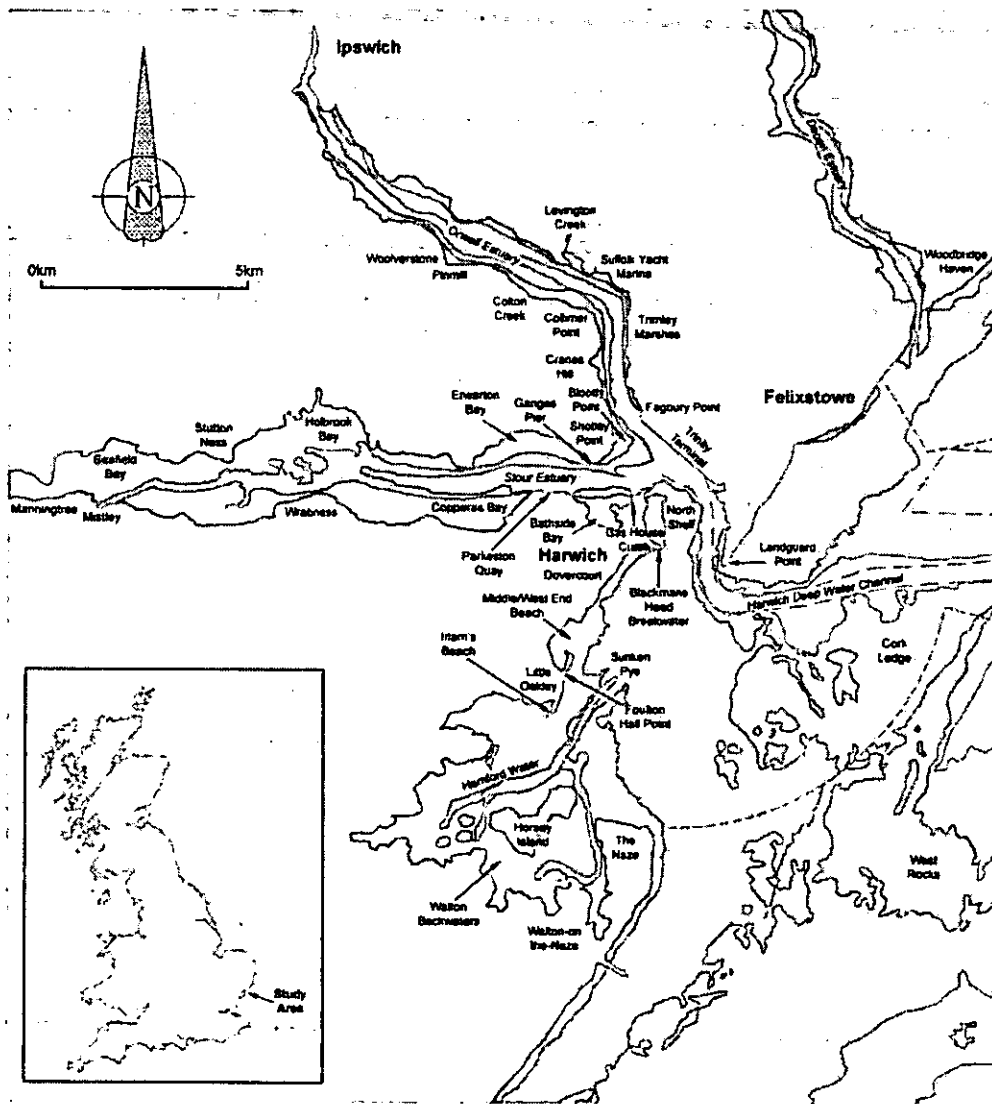 Ipswich
N
0km
5km
Levington
Creek
Orwell Estuary
Woolverstone
Pinmill
Suffolk Yacht
Marina
Woodbridge
Haven
Colton
Creek
Collimer
Point
Trimley
Marshes
Cranes
Hill
Bloody
Point
Erwarton
Bay
Ganges
Pier
Shotley
Point
Fagbury Point
Felixstowe
Trinity
Terminal
Stutton
Ness
Holbrook
Bay
Seafield
Bay
Stour Estuary
Manningtree
Mistley
Wrabness
Copperas Bay
Bathside
Bay
Gas House
Creek
North
Shelf
Parkeston
Quay
Harwich
Dovercourt
Landguard
Point
Harwich Deep Water Channel
Middle/West End
Beach
Blackmans
Head
Breakwater
Cork
Ledge
Irlam's
Beach
Sunken
Pye
Little
Oakley
Foulton
Hall Point
Hamford Water
Horsey
Island
The
Naze
West
Rocks
Walton
Backwaters
Walton-on
the-Naze
Study
Area